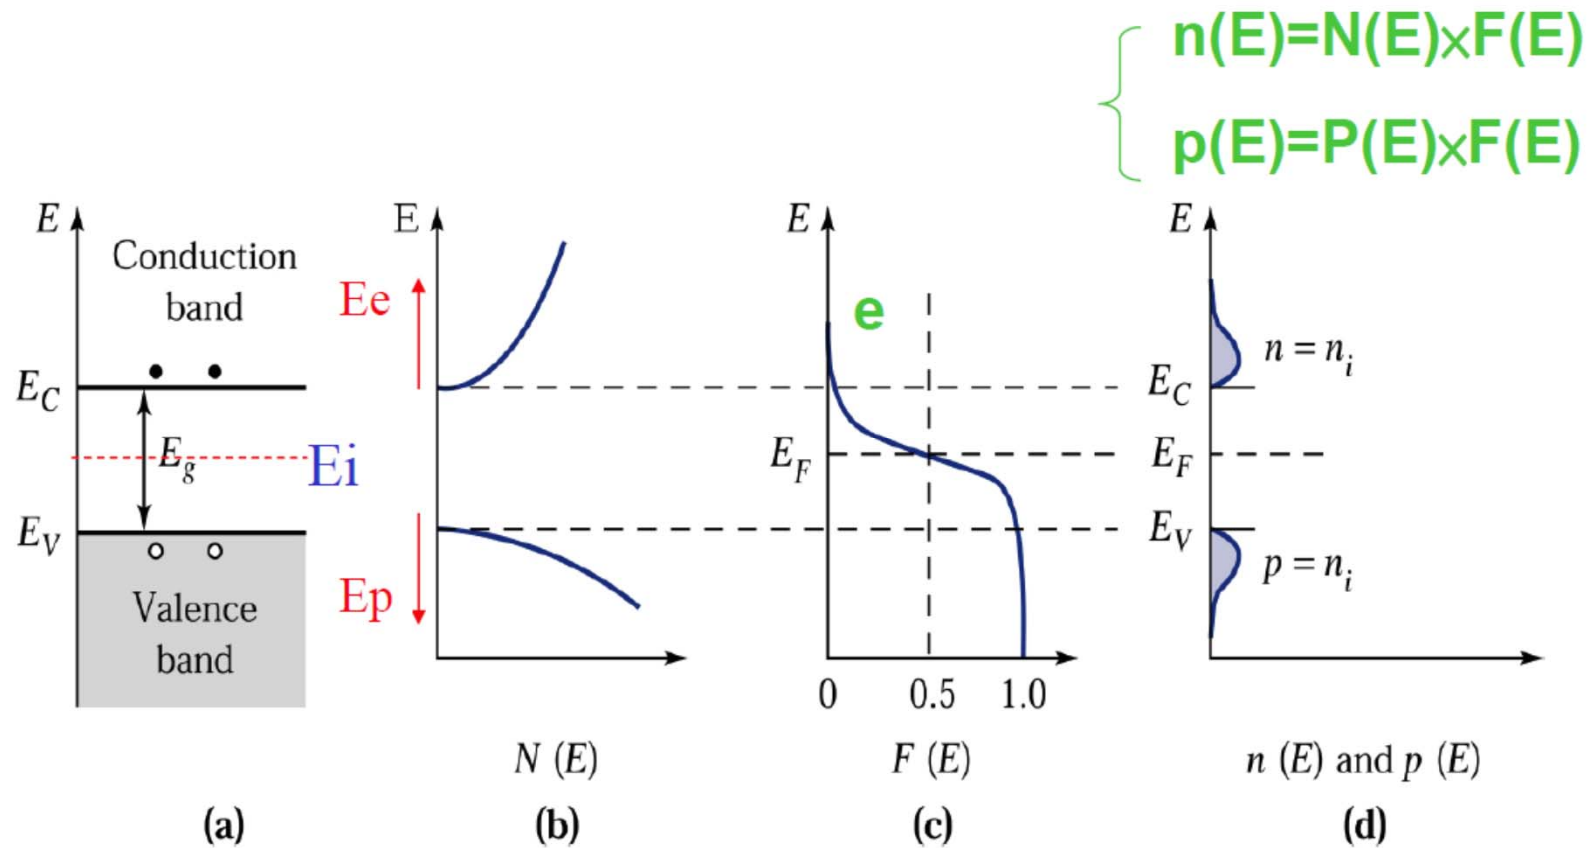 n(E)=N(E)×F(E)
p(E)=P(E)×F(E)
E
Conduction
band
E_C
E_g
Ei
E_V
Valence
band
(a)
E
Ee
Ep
N (E)
(b)
E
e
E_F
0 0.5 1.0
F (E)
(c)
E
n = n_i
E_C
E_F
E_V
p = n_i
n (E) and p (E)
(d)